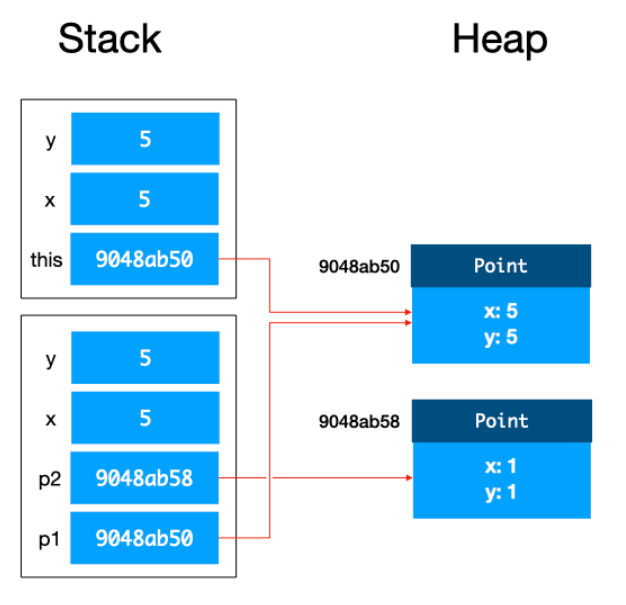 Stack
Heap
y 5
x 5
this 9048ab50
y 5
x 5
p2 9048ab58
p1 9048ab50
9048ab50 Point
x: 5
y: 5
9048ab58 Point
x: 1
y: 1